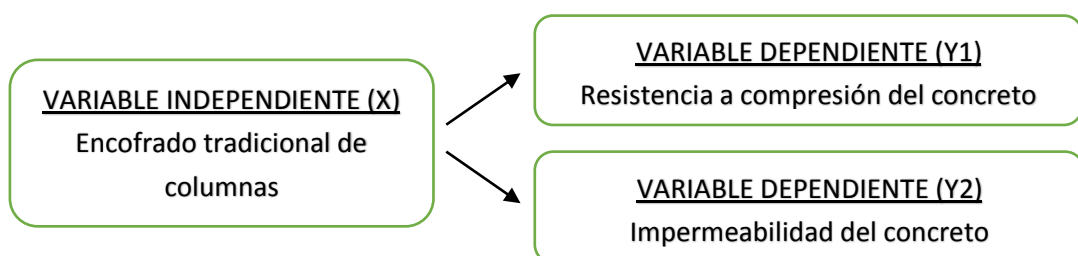 VARIABLE INDEPENDIENTE (X)
Encofrado tradicional de
columnas
VARIABLE DEPENDIENTE (Y1)
Resistencia a compresión del concreto
VARIABLE DEPENDIENTE (Y2)
Impermeabilidad del concreto